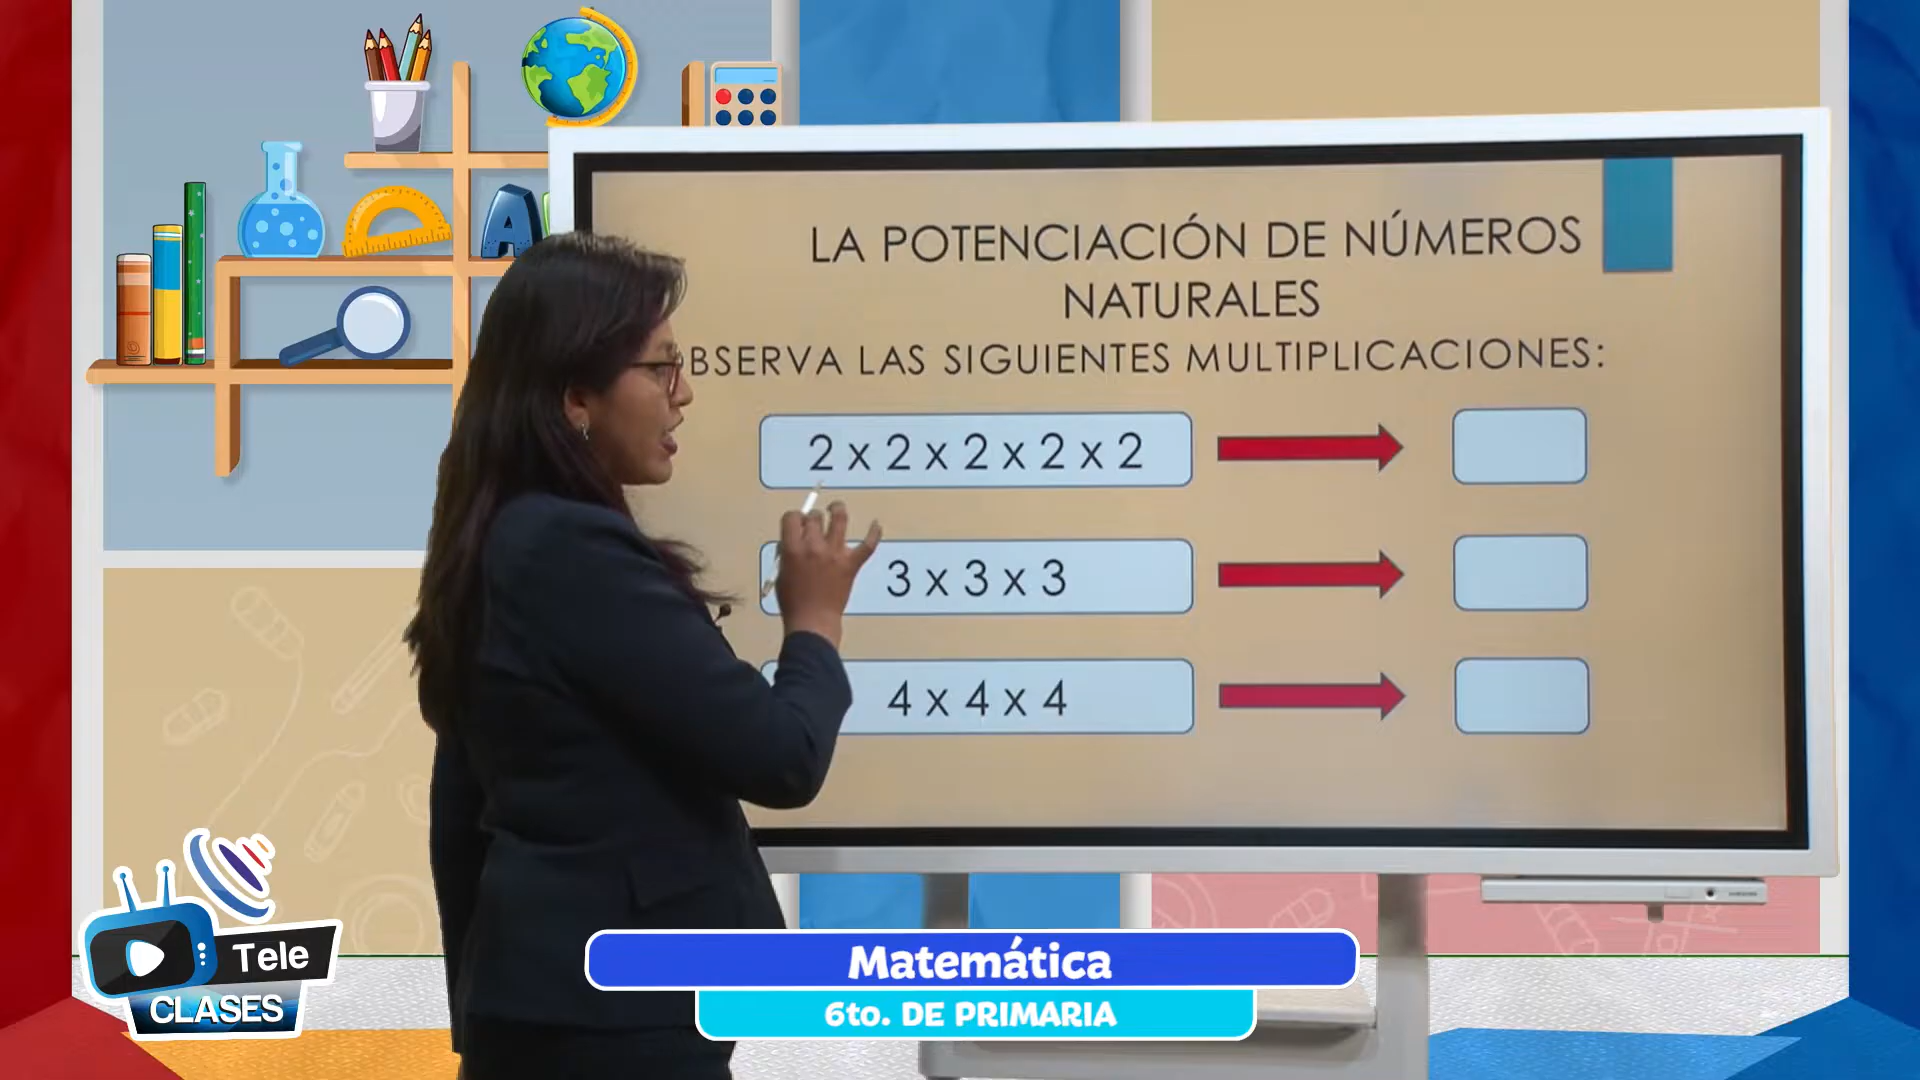 LA POTENCIACIÓN DE NÚMEROS
NATURALES
BSERVA LAS SIGUIENTES MULTIPLICACIONES:
2 x 2 x 2 x 2 x 2
3 x 3 x 3
4 x 4 x 4
Tele
CLASES
Matemática
6to. DE PRIMARIA